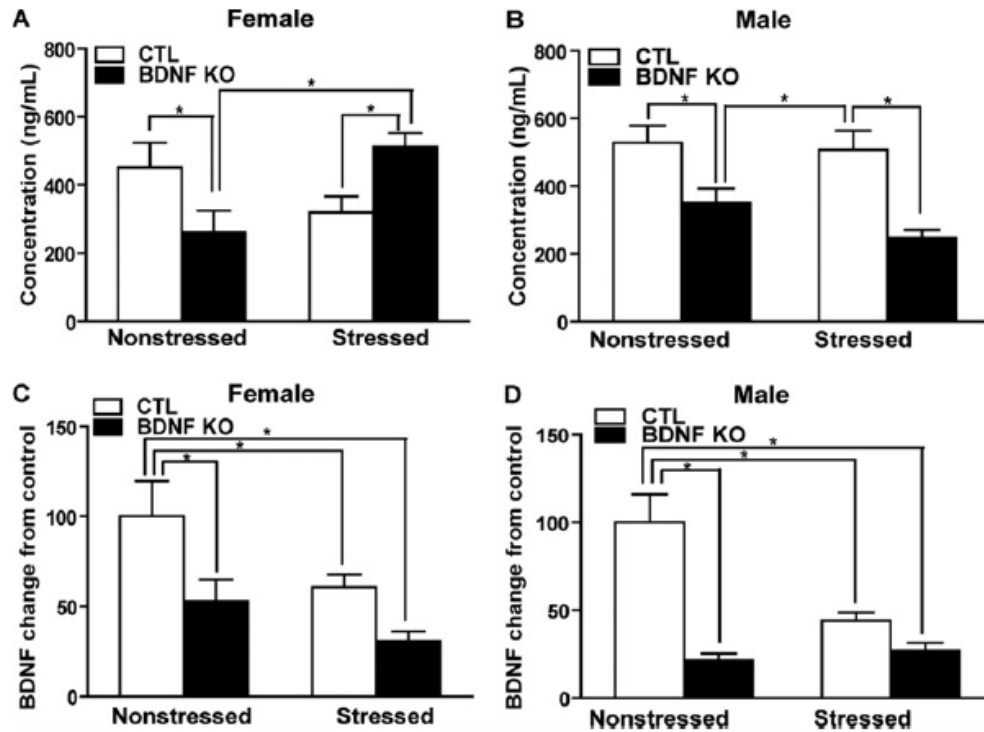 A
Female
CTL
BDNF KO
Concentration (ng/mL)
800
600
400
200
0
*
*
*
Nonstressed
Stressed
B
Male
CTL
BDNF KO
Concentration (ng/mL)
800
600
400
200
0
*
*
*
Nonstressed
Stressed
C
Female
CTL
BDNF KO
BDNF change from control
150
100
50
0
*
*
*
Nonstressed
Stressed
D
Male
CTL
BDNF KO
BDNF change from control
150
100
50
0
*
*
*
Nonstressed
Stressed